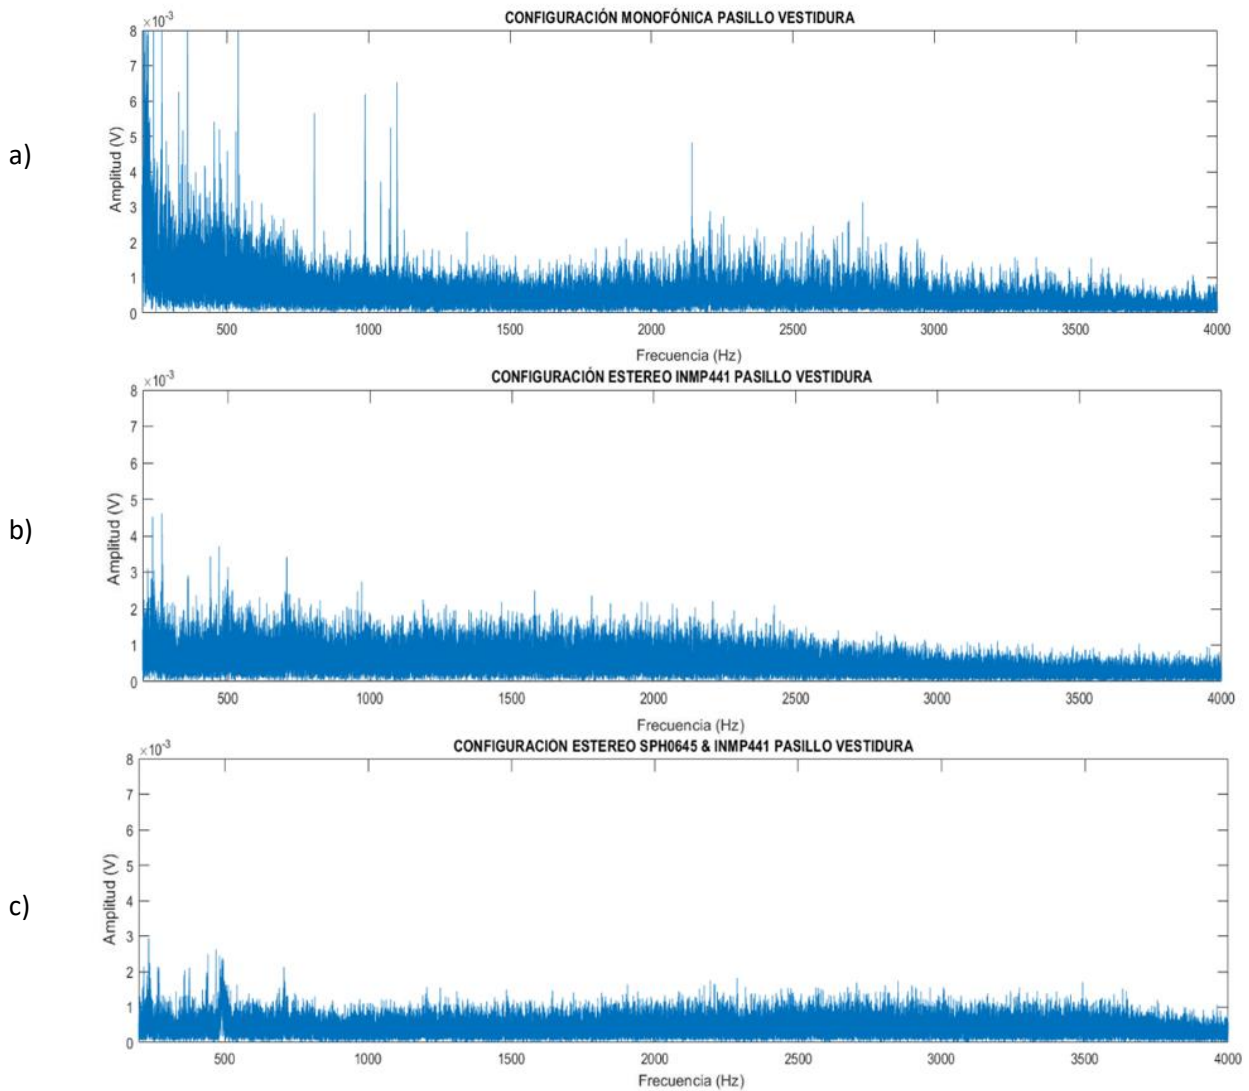 a)
CONFIGURACIÓN MONOFÓNICA PASILLO VESTIDURA
×10⁻³
8
7
6
5
4
3
2
1
0
Amplitud (V)
500 1000 1500 2000 2500 3000 3500 4000
Frecuencia (Hz)
b)
CONFIGURACIÓN ESTEREO INMP441 PASILLO VESTIDURA
×10⁻³
8
7
6
5
4
3
2
1
0
Amplitud (V)
500 1000 1500 2000 2500 3000 3500 4000
Frecuencia (Hz)
c)
CONFIGURACION ESTEREO SPH0645 & INMP441 PASILLO VESTIDURA
×10⁻³
8
7
6
5
4
3
2
1
0
Amplitud (V)
500 1000 1500 2000 2500 3000 3500 4000
Frecuencia (Hz)